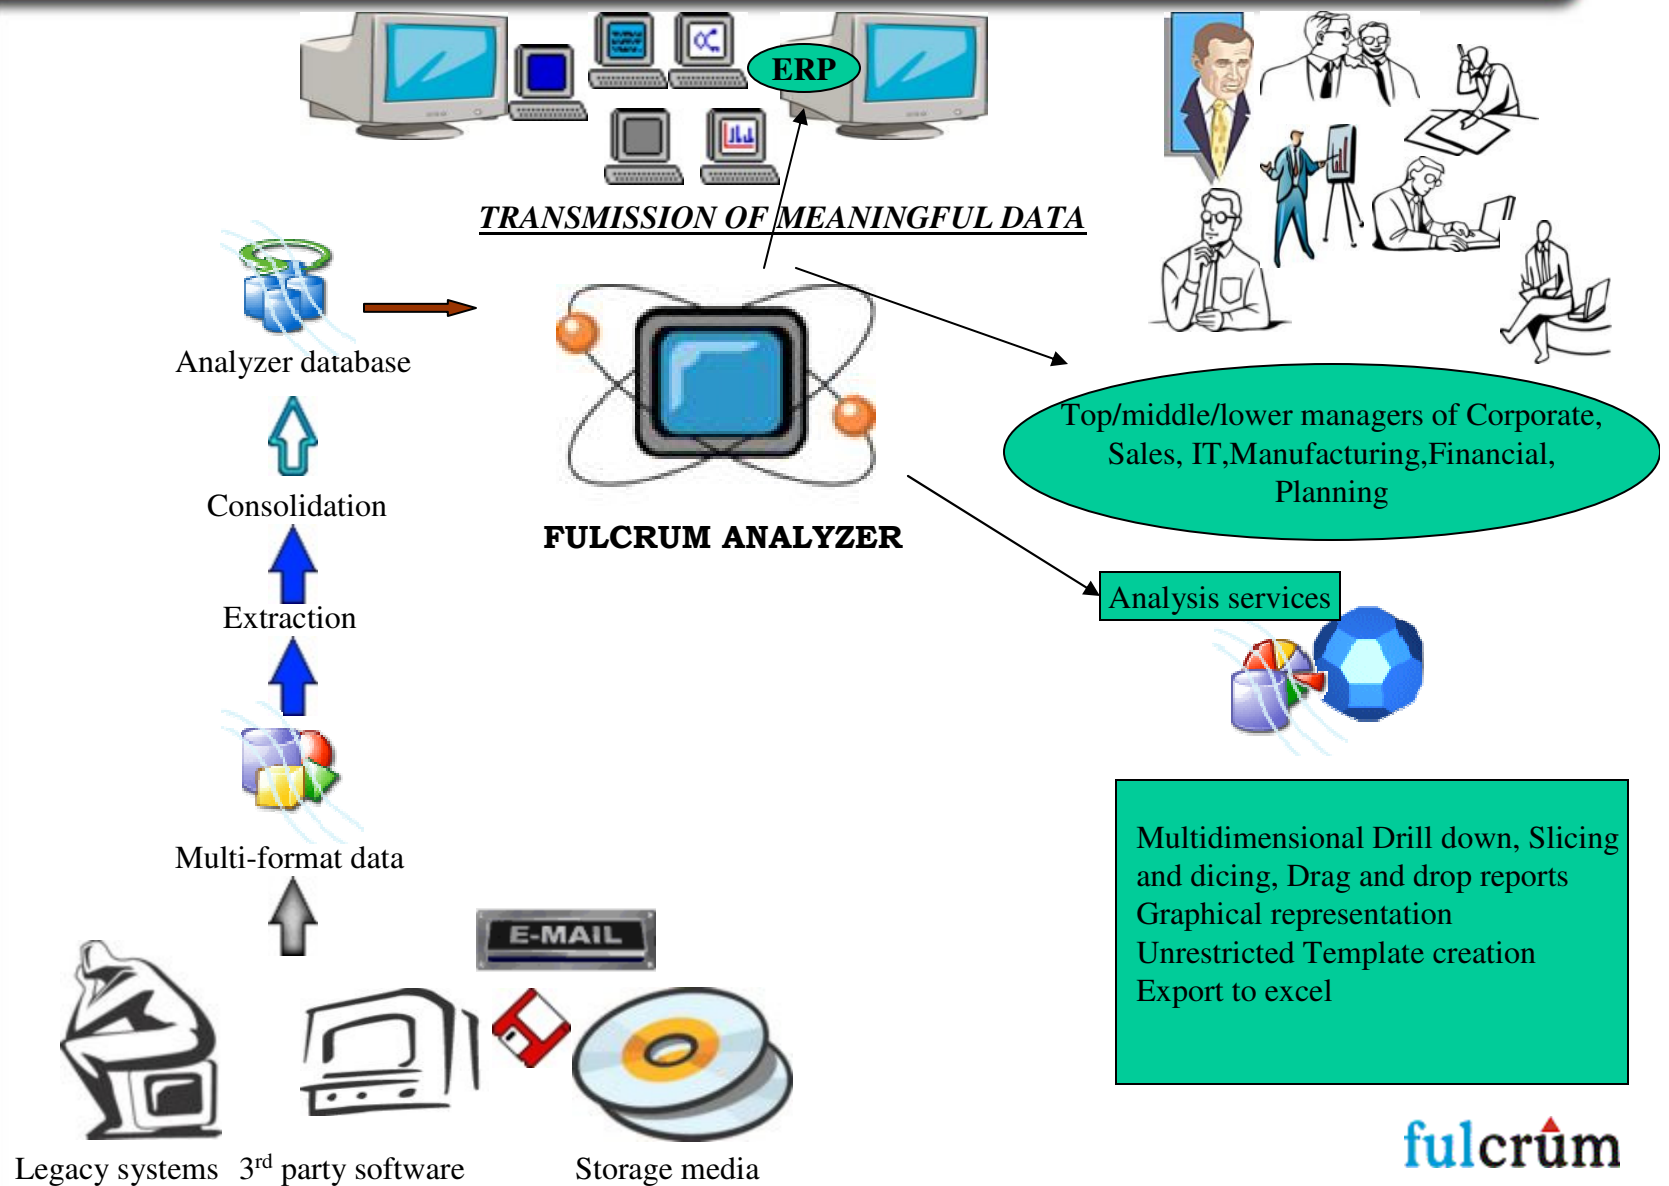 ERP
TRANSMISSION OF MEANINGFUL DATA
Analyzer database
Top/middle/lower managers of Corporate,
Sales, IT,Manufacturing,Financial,
Planning
Consolidation
FULCRUM ANALYZER
Analysis services
Extraction
Multidimensional Drill down, Slicing
and dicing, Drag and drop reports
Graphical representation
Unrestricted Template creation
Export to excel
Multi-format data
E-MAIL
Legacy systems
3rd party software
Storage media
fulcrum